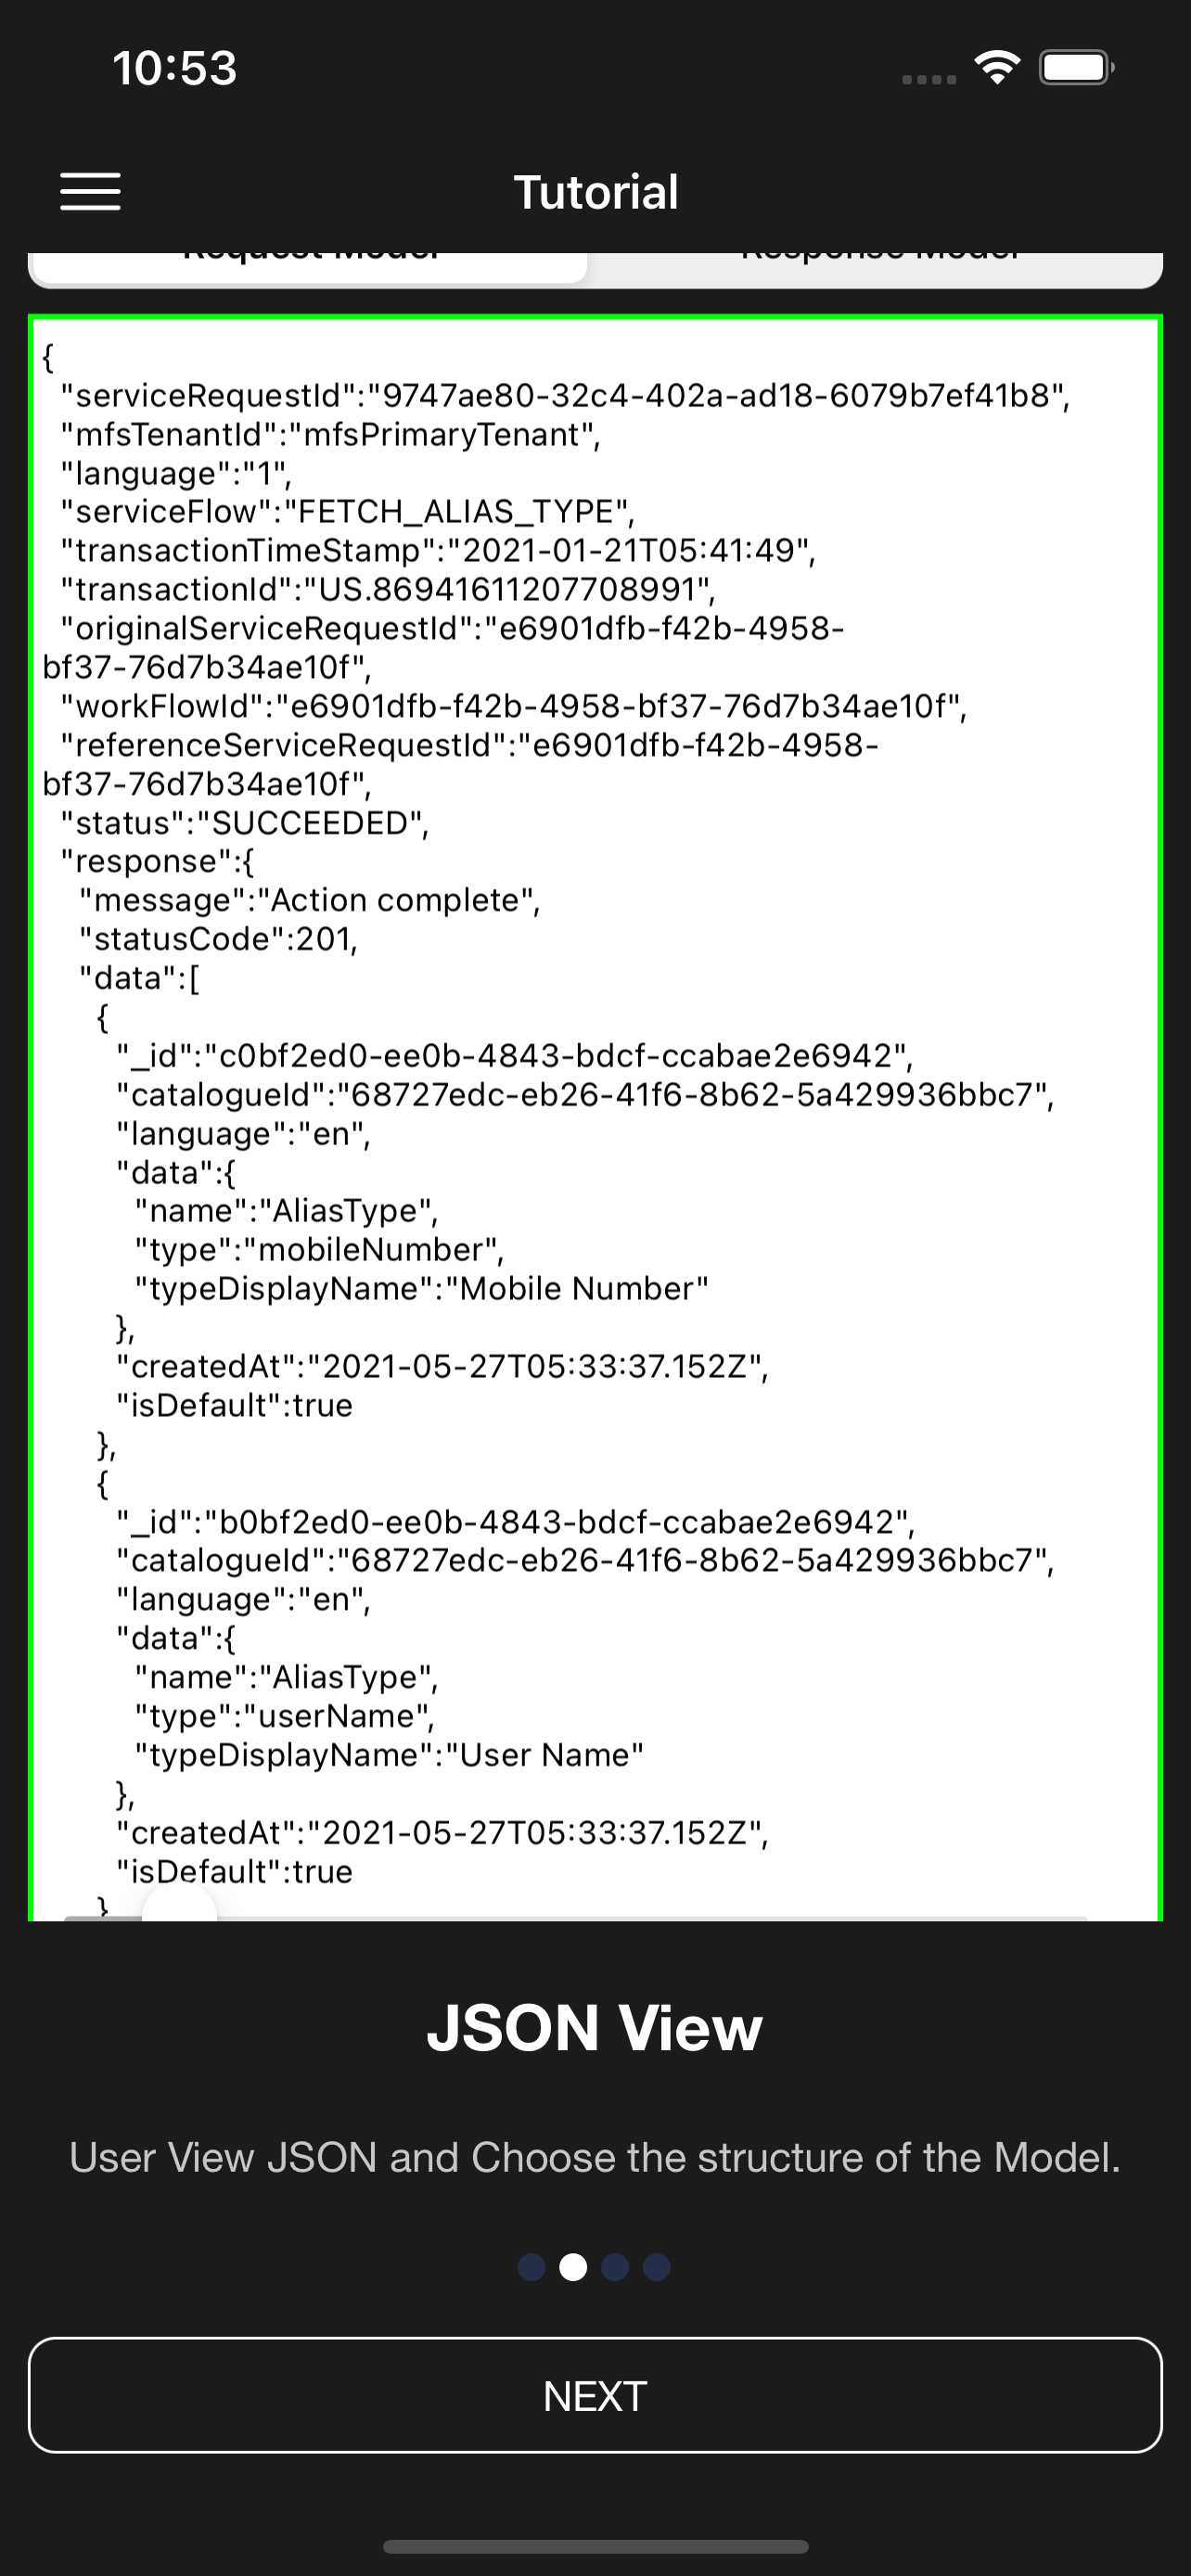 10:53
Tutorial
Request Model Response Model
{
"serviceRequestId":"9747ae80-32c4-402a-ad18-6079b7ef41b8",
"mfsTenantId":"mfsPrimaryTenant",
"language":"1",
"serviceFlow":"FETCH_ALIAS_TYPE",
"transactionTimeStamp":"2021-01-21T05:41:49",
"transactionId":"US.86941611207708991",
"originalServiceRequestId":"e6901dfb-f42b-4958-
bf37-76d7b34ae10f",
"workFlowId":"e6901dfb-f42b-4958-bf37-76d7b34ae10f",
"referenceServiceRequestId":"e6901dfb-f42b-4958-
bf37-76d7b34ae10f",
"status":"SUCCEEDED",
"response":{
"message":"Action complete",
"statusCode":201,
"data":[
{
"_id":"c0bf2ed0-ee0b-4843-bdcf-ccabae2e6942",
"catalogueId":"68727edc-eb26-41f6-8b62-5a429936bbc7",
"language":"en",
"data":{
"name":"AliasType",
"type":"mobileNumber",
"typeDisplayName":"Mobile Number"
},
"createdAt":"2021-05-27T05:33:37.152Z",
"isDefault":true
},
{
"_id":"b0bf2ed0-ee0b-4843-bdcf-ccabae2e6942",
"catalogueId":"68727edc-eb26-41f6-8b62-5a429936bbc7",
"language":"en",
"data":{
"name":"AliasType",
"type":"userName",
"typeDisplayName":"User Name"
},
"createdAt":"2021-05-27T05:33:37.152Z",
"isDefault":true
}
JSON View
User View JSON and Choose the structure of the Model.
NEXT